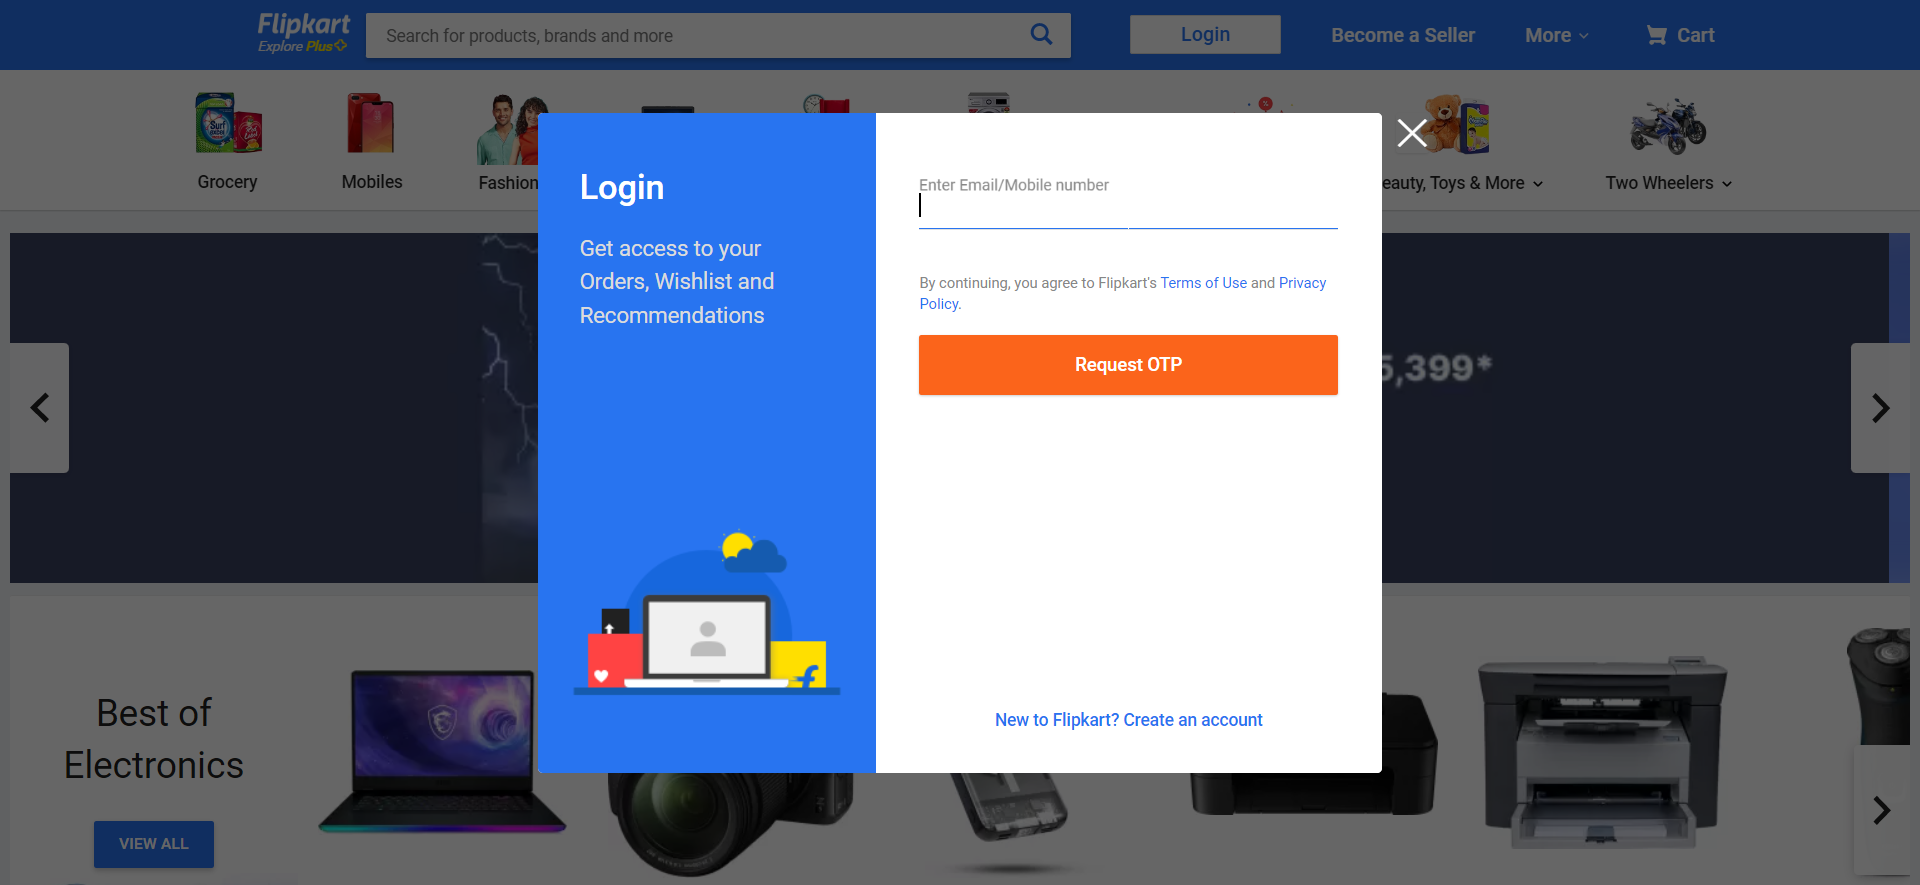 Flipkart
Explore Plus
Search for products, brands and more
Login
Become a Seller
More
Cart
Surf
excel
Grocery
Mobiles
Fashion
eauty, Toys & More
Two Wheelers
Login
Get access to your
Orders, Wishlist and
Recommendations
Enter Email/Mobile number
By continuing, you agree to Flipkart's Terms of Use and Privacy
Policy.
Request OTP
New to Flipkart? Create an account
5,399*
Best of
Electronics
VIEW ALL